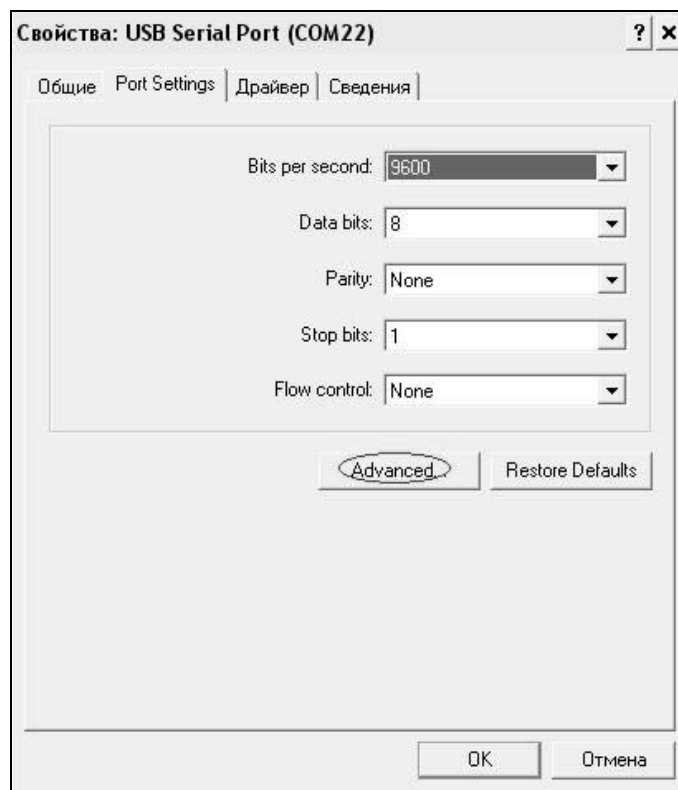 Свойства: USB Serial Port (COM22)
Общие Port Settings Драйвер Сведения
Bits per second: 9600
Data bits: 8
Parity: None
Stop bits: 1
Flow control: None
Advanced... Restore Defaults
OK Отмена